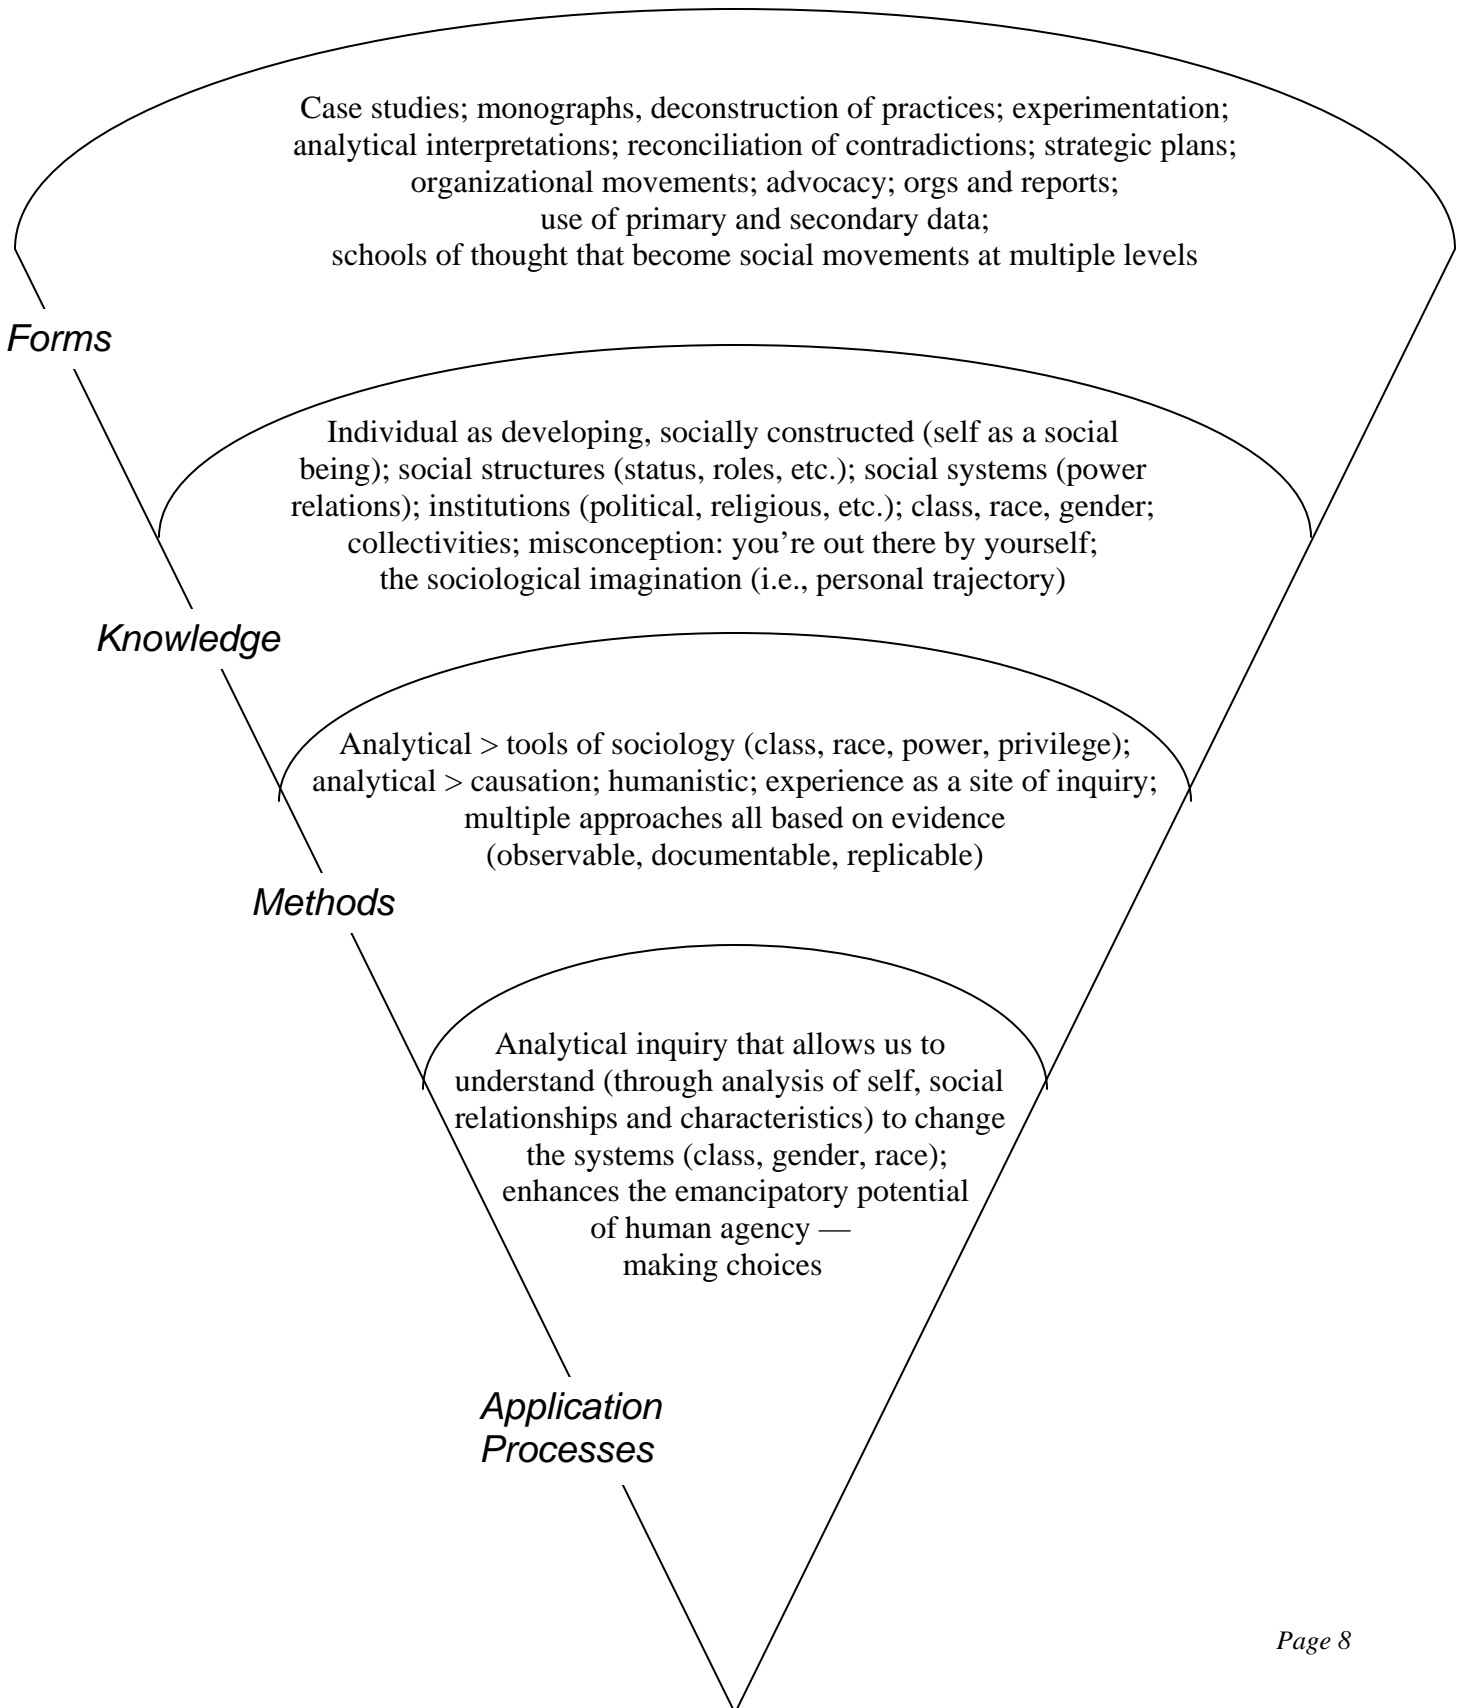 Case studies; monographs, deconstruction of practices; experimentation;
analytical interpretations; reconciliation of contradictions; strategic plans;
organizational movements; advocacy; orgs and reports;
use of primary and secondary data;
schools of thought that become social movements at multiple levels
Forms
Individual as developing, socially constructed (self as a social
being); social structures (status, roles, etc.); social systems (power
relations); institutions (political, religious, etc.); class, race, gender;
collectivities; misconception: you’re out there by yourself;
the sociological imagination (i.e., personal trajectory)
Knowledge
Analytical > tools of sociology (class, race, power, privilege);
analytical > causation; humanistic; experience as a site of inquiry;
multiple approaches all based on evidence
(observable, documentable, replicable)
Methods
Analytical inquiry that allows us to
understand (through analysis of self, social
relationships and characteristics) to change
the systems (class, gender, race);
enhances the emancipatory potential
of human agency —
making choices
Application
Processes
Page 8